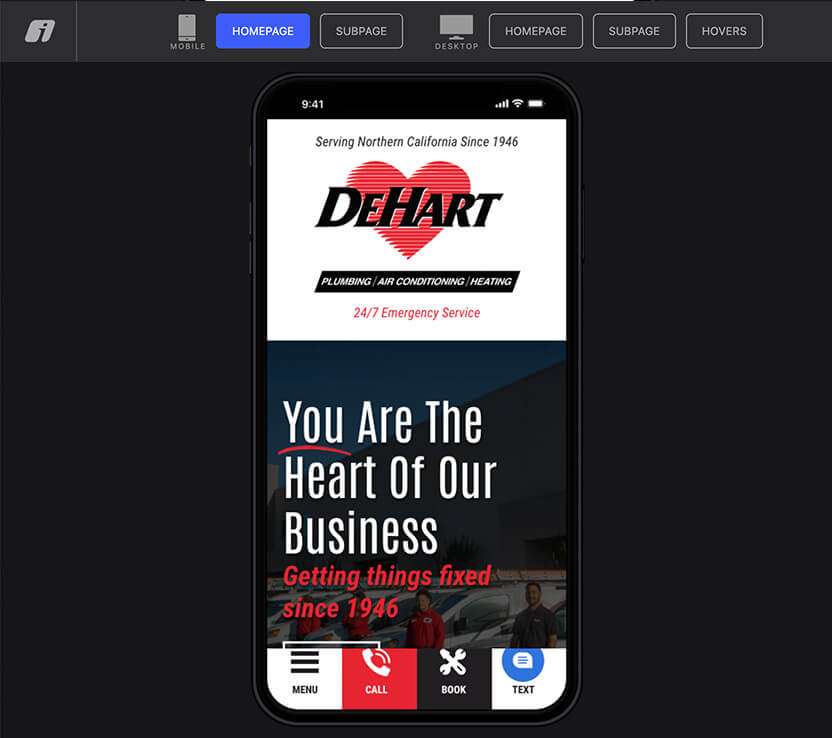 MOBILE
HOMEPAGE
SUBPAGE
DESKTOP
HOMEPAGE
SUBPAGE
HOVERS
9:41
Serving Northern California Since 1946
DEHART
PLUMBING / AIR CONDITIONING / HEATING
24/7 Emergency Service
You Are The
Heart Of Our
Business
Getting things fixed
since 1946
MENU
CALL
BOOK
TEXT